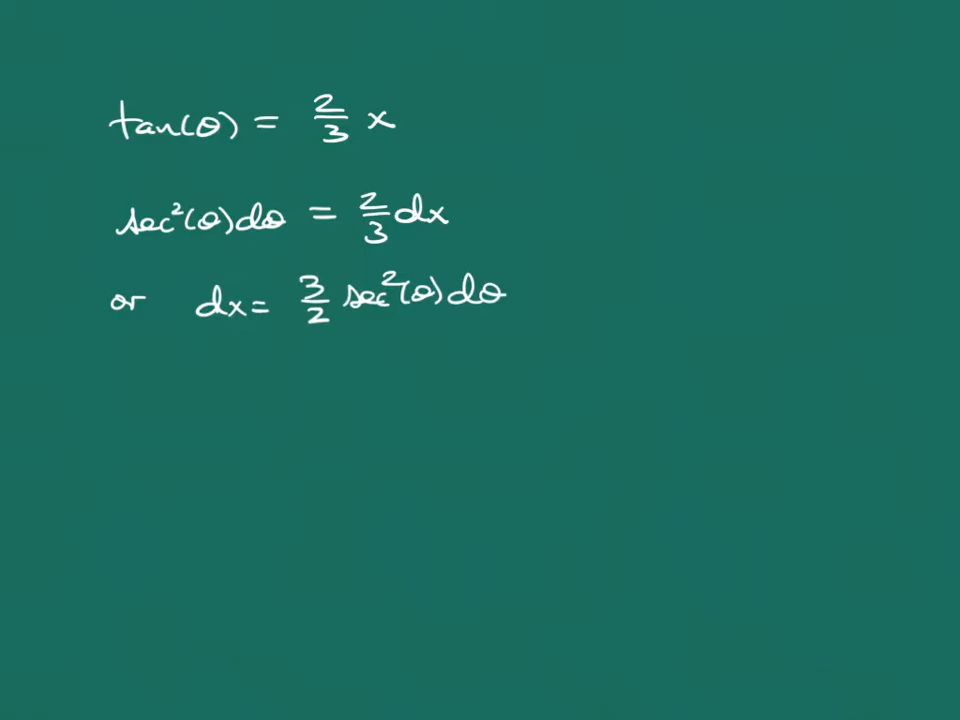 tan(θ) = 2/3 x
sec²(θ)dθ = 2/3 dx
or dx = 3/2 sec²(θ)dθ